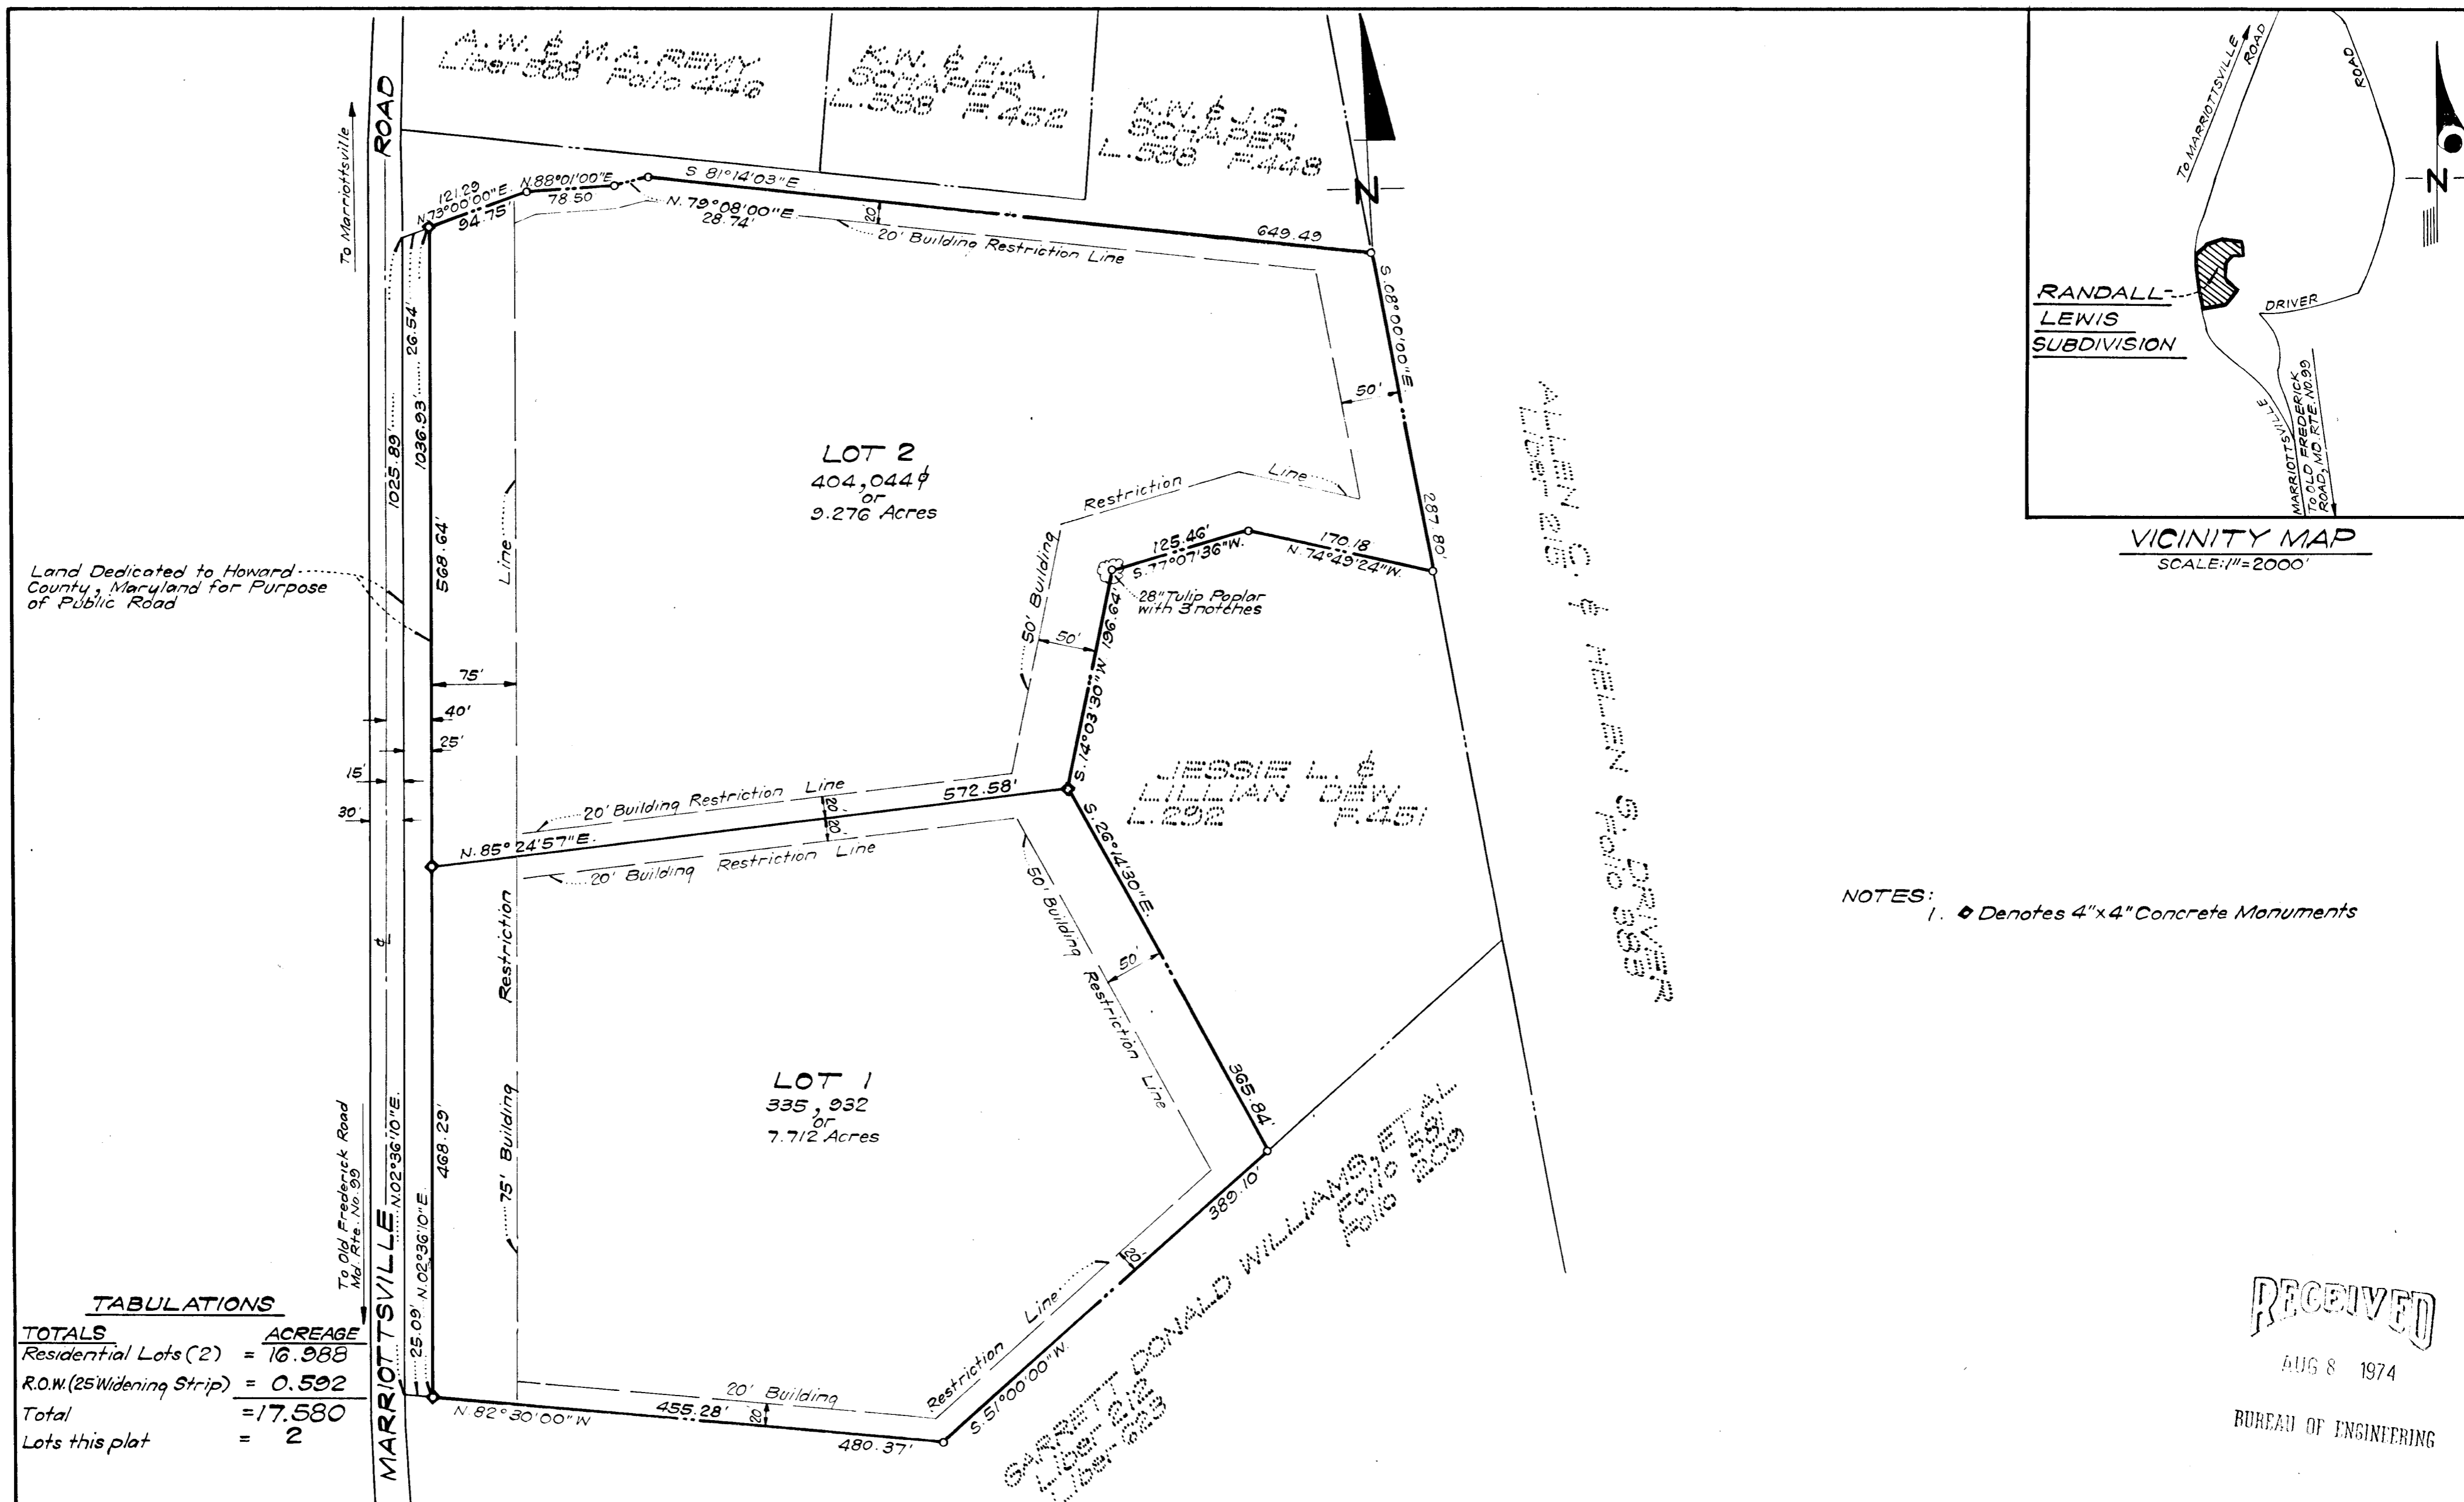 A.W. & M.A. REMY
Liber 588 Folio 446
K.W. & H.A.
SCHAPER
L.588 F.452
K.W. & J.G.
SCHAPER
L.588 F.448
To Marriottsville
ROAD
121.29
N.73°00'00"E.
94.75'
N.88°01'00"E
78.50
N.79°08'00"E.
28.74'
S 81°14'03"E
649.49
20'
20' Building Restriction Line
N
S.08°00'00"E.
287.80'
50'
1025.89'
1036.93'
26.54'
568.64'
Line
LOT 2
404,044⌀
or
9.276 Acres
50' Building
Restriction
Line
125.46'
S.77°07'36"W.
170.18
N.74°49'24"W.
28" Tulip Poplar
with 3 notches
50'
S.14°03'30"W 196.64'
Land Dedicated to Howard
County, Maryland for Purpose
of Public Road
75'
40'
25'
15'
30'
20' Building Restriction Line
572.58'
20'
20'
N.85°24'57"E.
20' Building Restriction Line
JESSIE L. &
LILLIAN DEW
L.292 F.451
HELEN S. DRIVER
Folio 389
S.26°14'30"E.
365.84'
50' Building Restriction Line
50'
Restriction
75' Building
LOT 1
335,932
or
7.712 Acres
468.29'
N.02°36'10"E.
N.02°36'10"E
25.09'
To Old Frederick Road
Md. Rte. No. 99
MARRIOTTSVILLE
389.10'
20'
Restriction Line
S.51°00'00"W.
20' Building
20'
N 82°30'00"W
455.28'
480.37'
GARRETT DONALD WILLIAMS, ET AL
Liber 212 Folio 591
Liber 623 Folio 209
TABULATIONS
TOTALS ACREAGE
Residential Lots (2) = 16.988
R.O.W. (25' Widening Strip) = 0.592
Total =17.580
Lots this plat = 2
To MARRIOTTSVILLE
ROAD
ROAD
N
RANDALL-
LEWIS
SUBDIVISION
DRIVER
MARRIOTTSVILLE
To OLD FREDERICK
ROAD, MD. RTE. NO.99
VICINITY MAP
SCALE: 1"=2000'
NOTES:
1. Denotes 4"x4" Concrete Monuments
RECEIVED
AUG 8 1974
BUREAU OF ENGINEERING